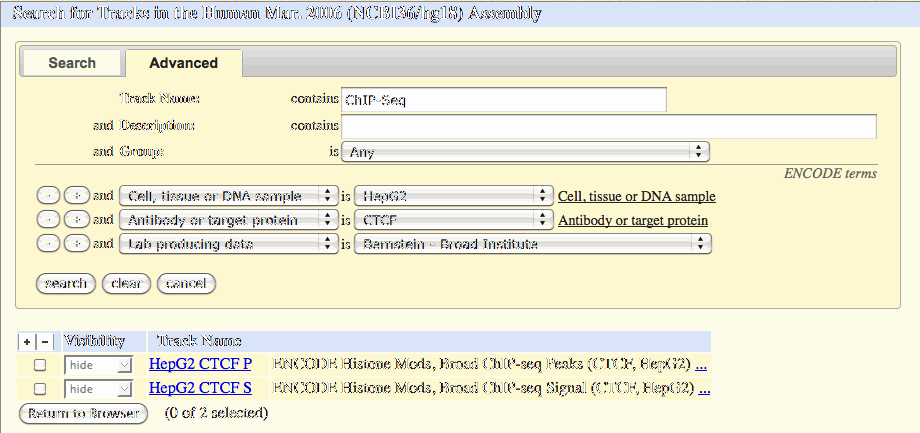 Search for Tracks in the Human Mar. 2006 (NCBI36/hg18) Assembly
Search Advanced
Track Name: contains ChIP-Seq
and Description: contains
and Group: is Any
ENCODE terms
- + and Cell, tissue or DNA sample is HepG2 Cell, tissue or DNA sample
- + and Antibody or target protein is CTCF Antibody or target protein
- + and Lab producing data is Bernstein - Broad Institute
search clear cancel
+ - Visibility Track Name
hide HepG2 CTCF P ENCODE Histone Mods, Broad ChIP-seq Peaks (CTCF, HepG2) ...
hide HepG2 CTCF S ENCODE Histone Mods, Broad ChIP-seq Signal (CTCF, HepG2) ...
Return to Browser (0 of 2 selected)